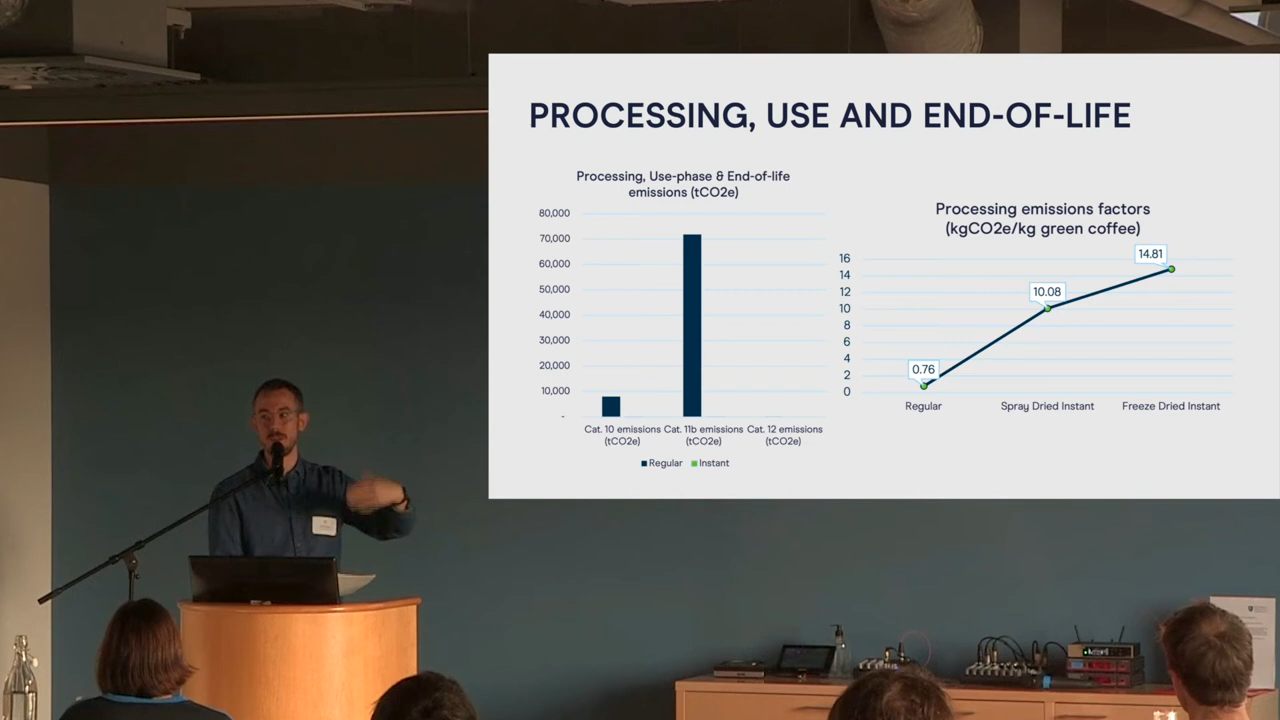 PROCESSING, USE AND END-OF-LIFE
Processing, Use-phase & End-of-life
emissions (tCO2e)
80,000
70,000
60,000
50,000
40,000
30,000
20,000
10,000
-
Cat. 10 emissions
(tCO2e)
Cat. 11b emissions
(tCO2e)
Cat. 12 emissions
(tCO2e)
Regular
Instant
Processing emissions factors
(kgCO2e/kg green coffee)
16
14
12
10
8
6
4
2
0
0.76
10.08
14.81
Regular
Spray Dried Instant
Freeze Dried Instant